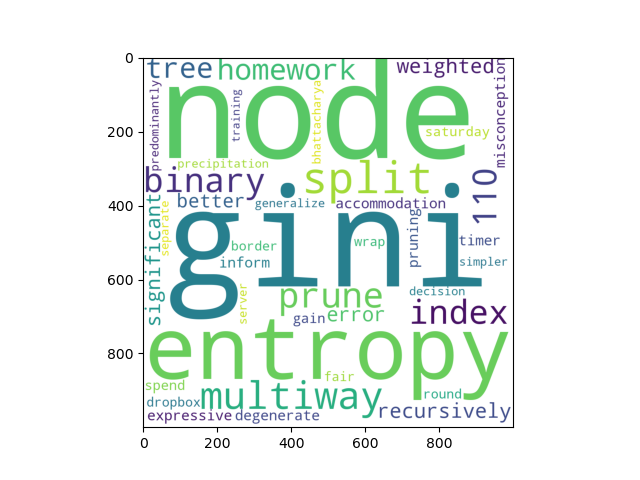 0
tree
homework
weighted
misconception
predominantly
node
training
bhattacharya
saturday
200
precipitation
binary
split
110
better
generalize
accommodation
400
significant
separate
gini
border
wrap
pruning
timer
inform
simpler
600
server
prune
decision
gain
error
index
entropy
800
fair
spend
multiway
round
dropbox
recursively
expressive
degenerate
0
200
400
600
800